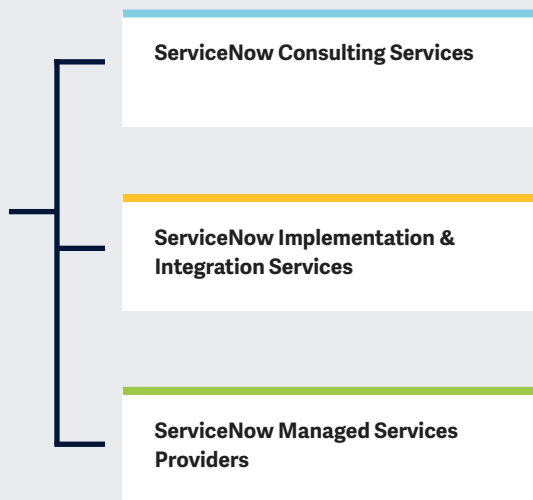 ServiceNow Consulting Services
ServiceNow Implementation &
Integration Services
ServiceNow Managed Services
Providers